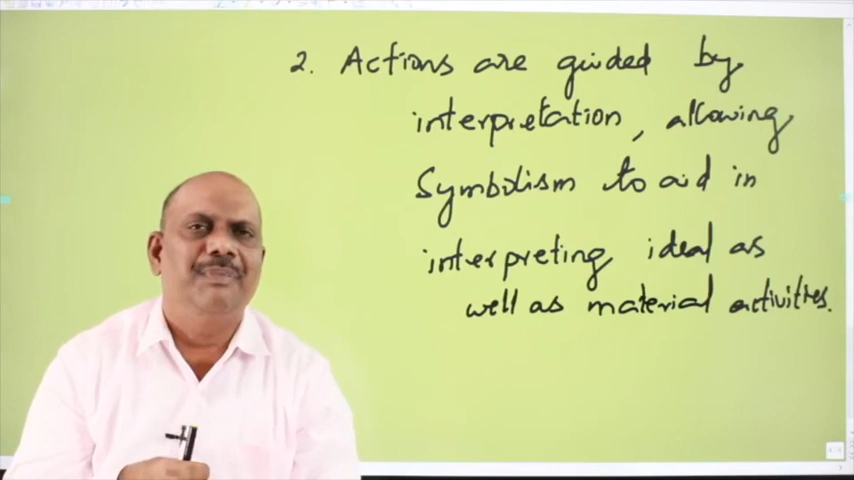 2. Actions are guided by
interpretation, allowing
Symbolism to aid in
interpreting ideal as
well as material activities.